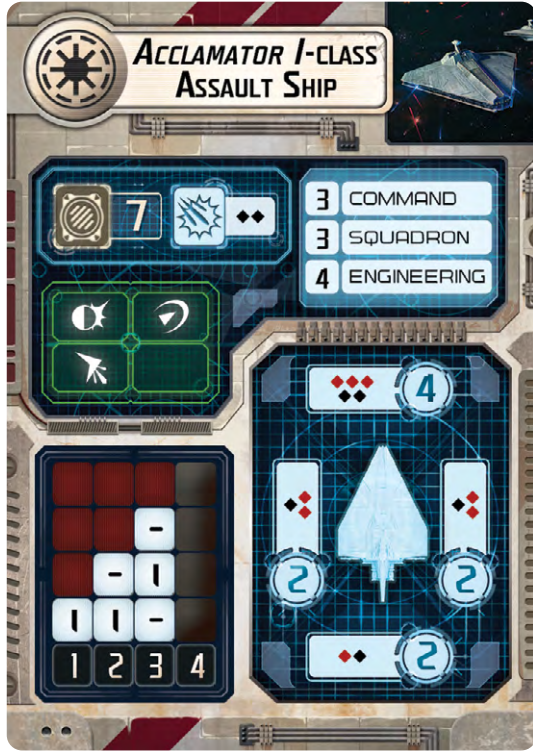 ACCLAMATOR I-CLASS
ASSAULT SHIP
7
3 COMMAND
3 SQUADRON
4 ENGINEERING
4
2 2
2
-
- I
I I -
1 2 3 4